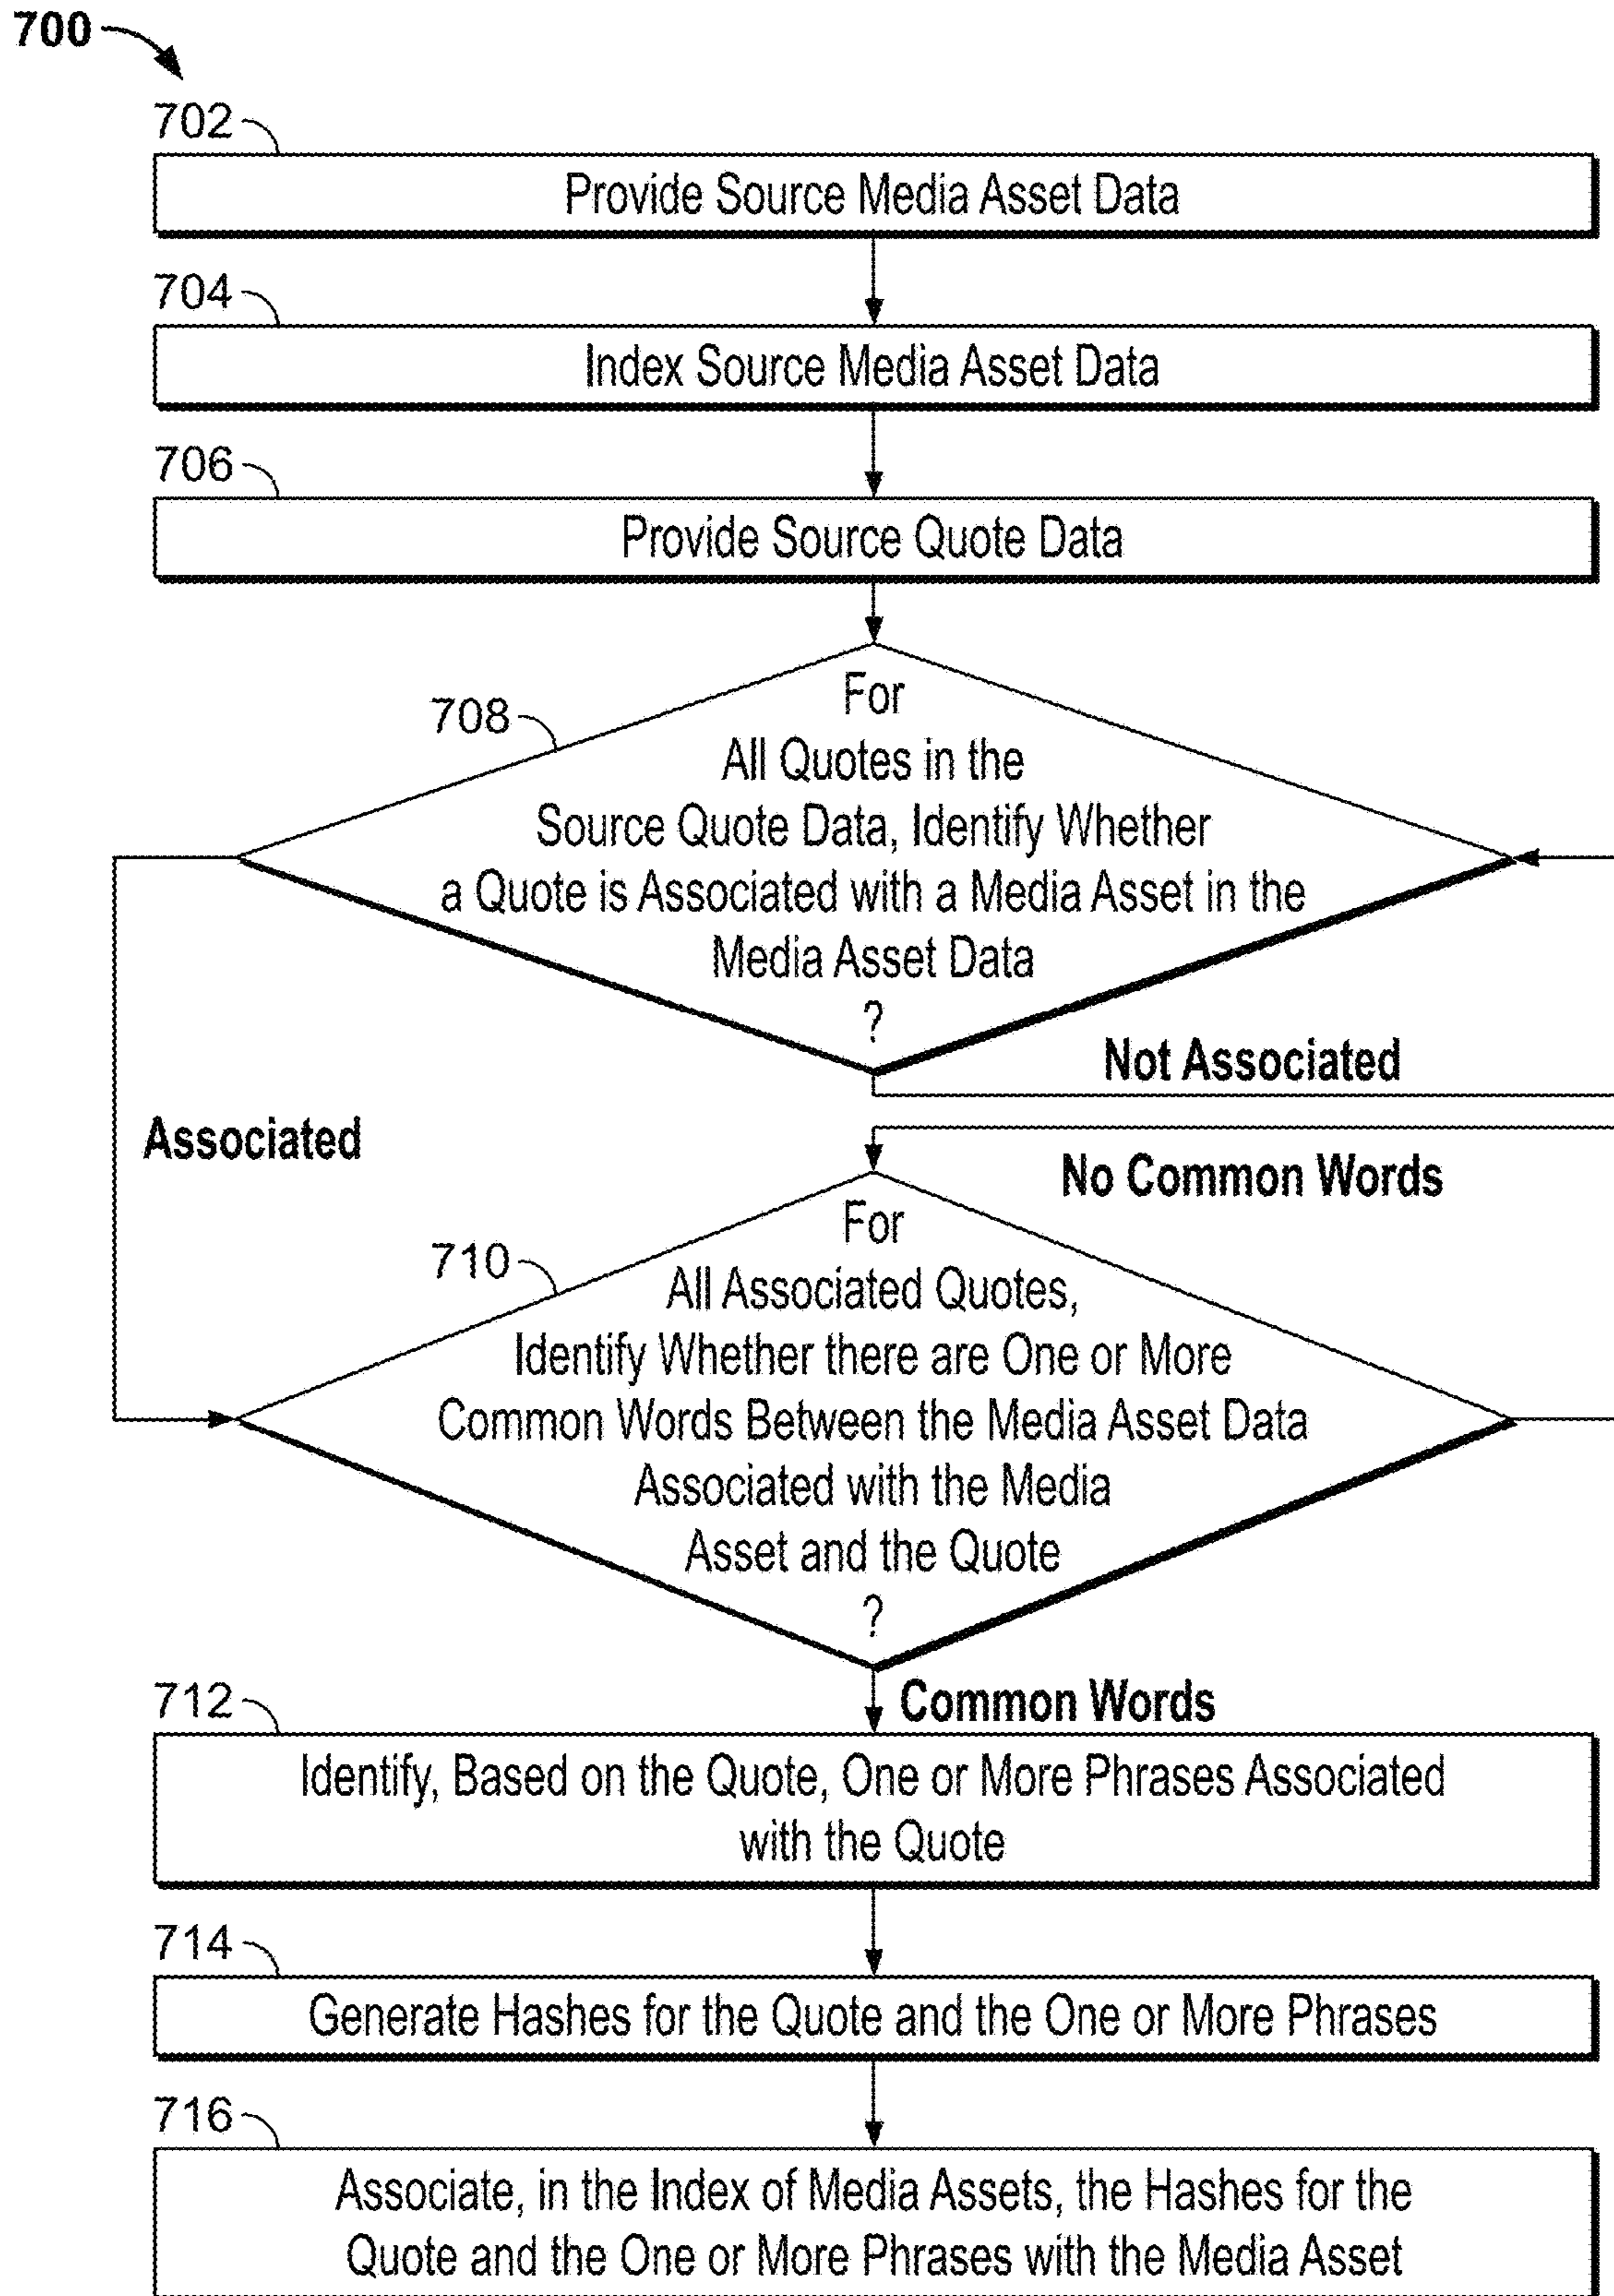 700
702
Provide Source Media Asset Data
704
Index Source Media Asset Data
706
Provide Source Quote Data
708
For
All Quotes in the
Source Quote Data, Identify Whether
a Quote is Associated with a Media Asset in the
Media Asset Data
?
Not Associated
Associated
No Common Words
710
For
All Associated Quotes,
Identify Whether there are One or More
Common Words Between the Media Asset Data
Associated with the Media
Asset and the Quote
?
Common Words
712
Identify, Based on the Quote, One or More Phrases Associated
with the Quote
714
Generate Hashes for the Quote and the One or More Phrases
716
Associate, in the Index of Media Assets, the Hashes for the
Quote and the One or More Phrases with the Media Asset